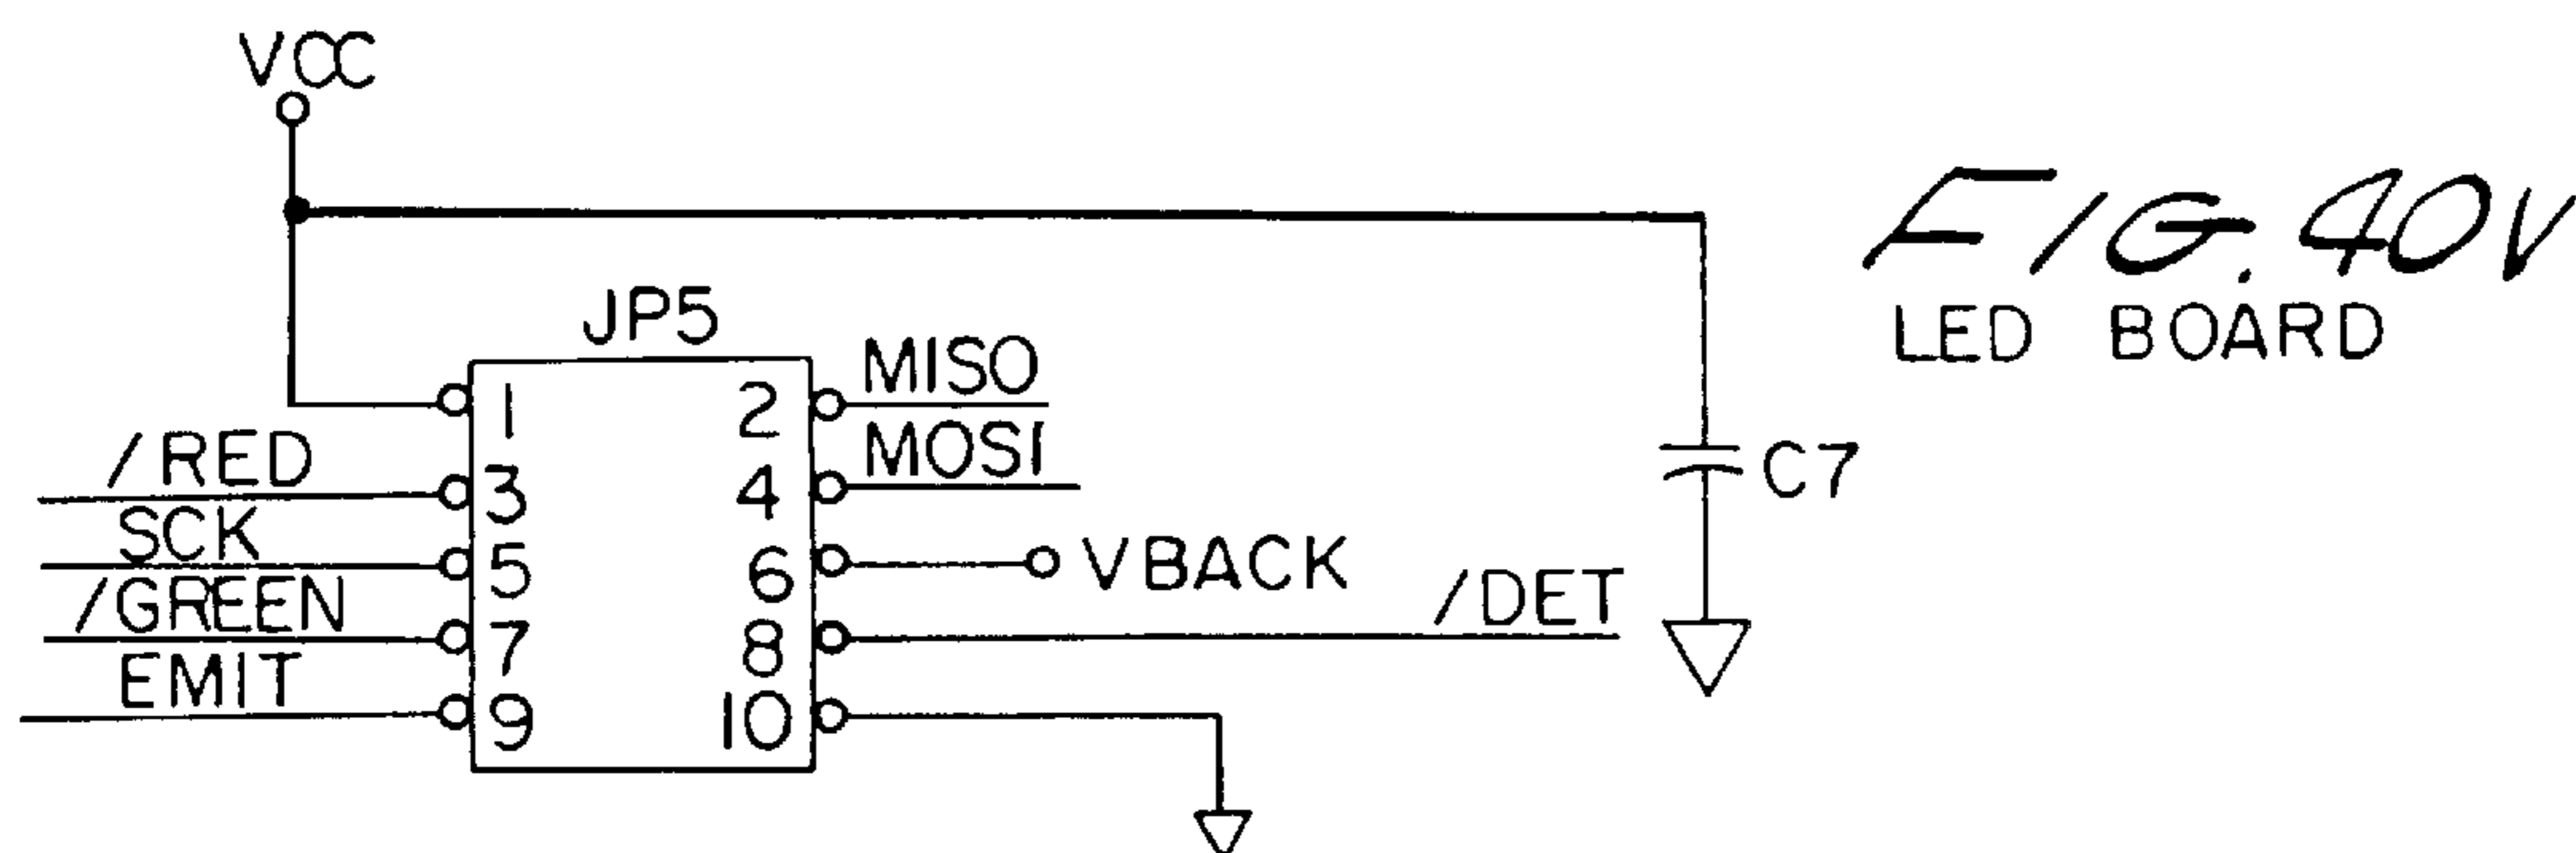 VCC
FIG. 40V
LED BOARD
JP5
1
2
MISO
/RED
3
4
MOSI
SCK
5
6
VBACK
/GREEN
7
8
/DET
EMIT
9
10
C7